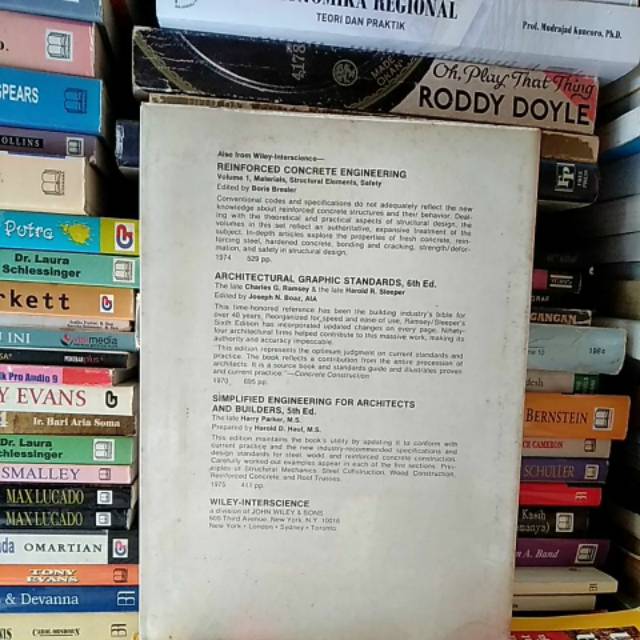 ONOMIKA REGIONAL
TEORI DAN PRAKTIK
Prof. Mudrajad Kuncoro, Ph.D.
4178
Oh, Play That Thing
RODDY DOYLE
SPEARS
OLLINS
Putra
Dr. Laura
Schlessinger
rkett
INI
media
Pro Audio 9
Y EVANS
Ir. Hari Aria Soma
Dr. Laura
Schlessinger
SMALLEY
MAX LUCADO
MAX LUCADO
OMARTIAN
TONY
EVANS
& Devanna
Also from Wiley-Interscience—
REINFORCED CONCRETE ENGINEERING
Volume 1, Materials, Structural Elements, Safety
Edited by Boris Bresler
Conventional codes and specifications do not adequately reflect the new
knowledge about reinforced concrete structures and their behavior. Deal-
ing with the theoretical and practical aspects of structural design, the
volumes in this set reflect an authoritative, expansive treatment of the
subject. In-depth articles explore the properties of fresh concrete, rein-
forcing steel, hardened concrete, bonding and cracking, strength/defor-
mation, and safety in structural design.
1974 529 pp.
ARCHITECTURAL GRAPHIC STANDARDS, 6th Ed.
The late Charles G. Ramsey & the late Harold R. Sleeper
Edited by Joseph N. Boaz, AIA
This time-honored reference has been the building industry's bible for
over 40 years. Reorganized for speed and ease of use, Ramsey/Sleeper's
Sixth Edition has incorporated updated changes on every page. Ninety-
four architectural firms helped contribute to this massive work, making its
authority and accuracy impeccable.
"This edition represents the optimum judgment on current standards and
practice. The book reflects a contribution from the entire procession of
architects. It is a source book and standards guide and illustrates proven
and current practice."—Concrete Construction
1970 695 pp.
SIMPLIFIED ENGINEERING FOR ARCHITECTS
AND BUILDERS, 5th Ed.
The late Harry Parker, M.S.
Prepared by Harold D. Hauf, M.S.
This edition maintains the book's utility by updating it to conform with
current practice and the new industry-recommended specifications and
design standards for steel, wood, and reinforced concrete construction.
Carefully worked out examples appear in each of the five sections: Prin-
ciples of Structural Mechanics, Steel Construction, Wood Construction,
Reinforced Concrete, and Roof Trusses.
1975 411 pp.
WILEY-INTERSCIENCE
a division of JOHN WILEY & SONS
605 Third Avenue, New York, N.Y. 10016
New York • London • Sydney • Toronto
GRAF
GANGAN
BERNSTEIN
CE CAMERON
SCHULLER
Kasih
A. Band